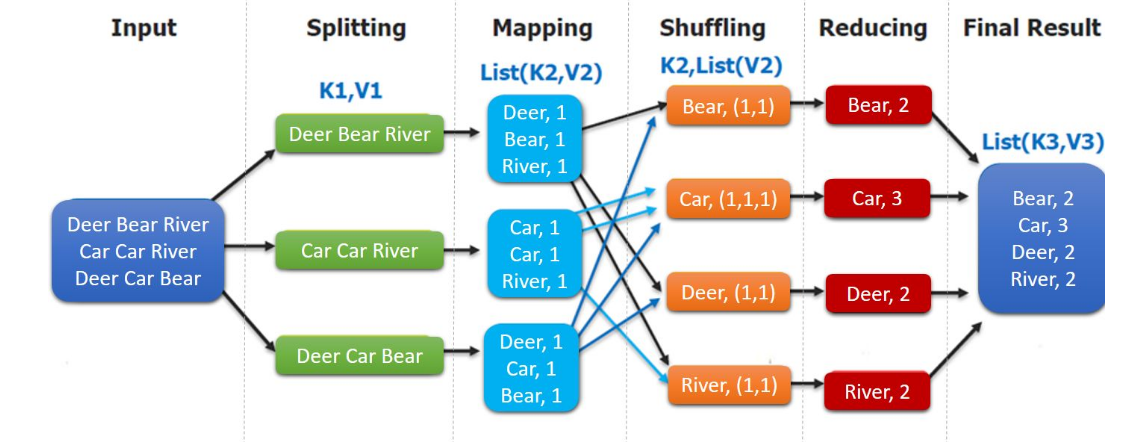 Input
Splitting
Mapping
Shuffling
Reducing
Final Result
K1,V1
List(K2,V2)
K2,List(V2)
List(K3,V3)
Deer Bear River
Car Car River
Deer Car Bear
Deer Bear River
Car Car River
Deer Car Bear
Deer, 1
Bear, 1
River, 1
Car, 1
Car, 1
River, 1
Deer, 1
Car, 1
Bear, 1
Bear, (1,1)
Car, (1,1,1)
Deer, (1,1)
River, (1,1)
Bear, 2
Car, 3
Deer, 2
River, 2
Bear, 2
Car, 3
Deer, 2
River, 2